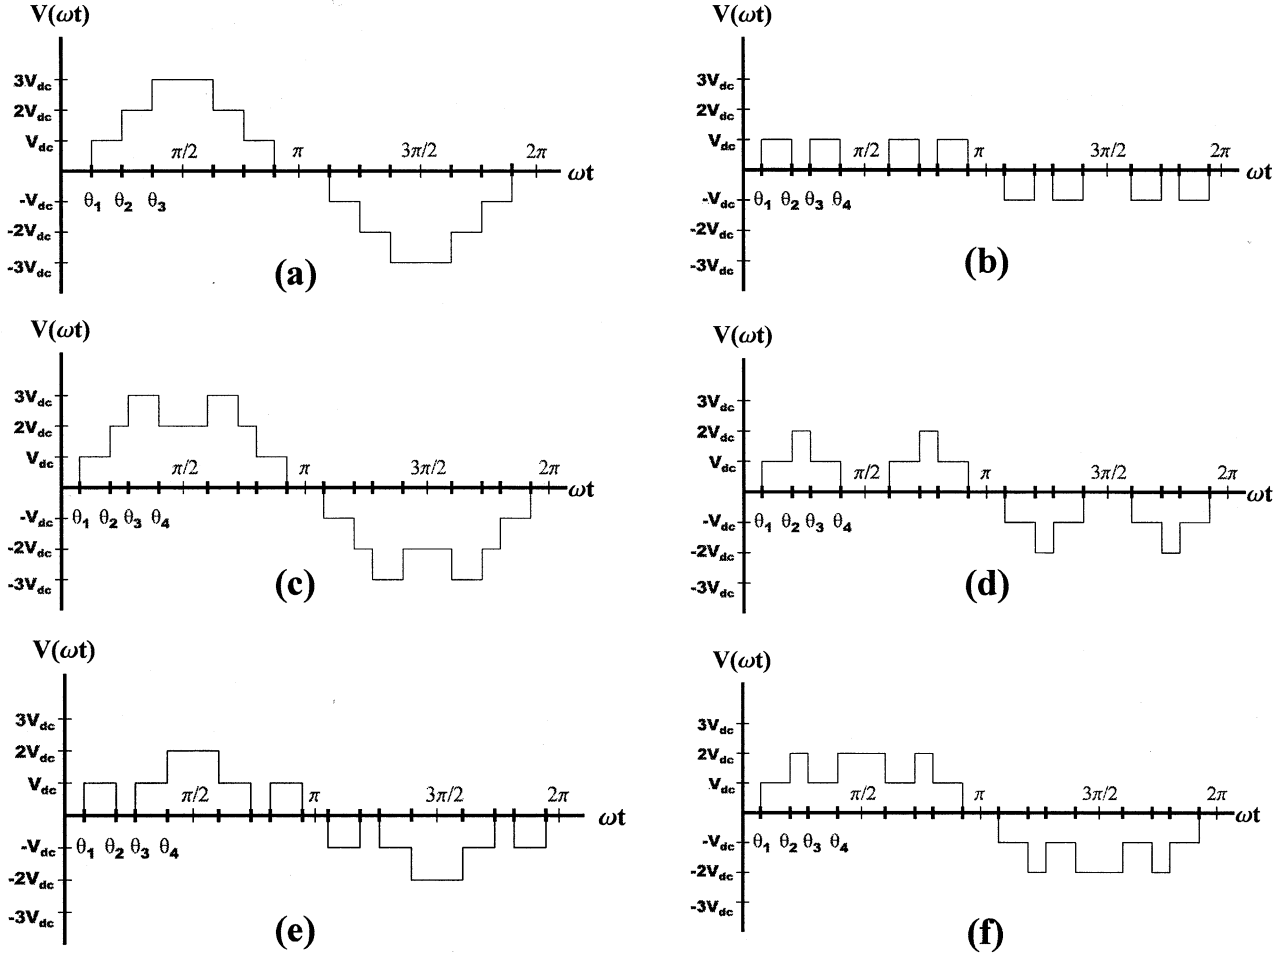 V(ωt)
3Vdc
2Vdc
Vdc
π/2
π
3π/2
2π
ωt
-Vdc
θ1 θ2 θ3
-2Vdc
-3Vdc
(a)
V(ωt)
3Vdc
2Vdc
Vdc
π/2
π
3π/2
2π
ωt
-Vdc
θ1 θ2 θ3 θ4
-2Vdc
-3Vdc
(b)
V(ωt)
3Vdc
2Vdc
Vdc
π/2
π
3π/2
2π
ωt
-Vdc
θ1 θ2 θ3 θ4
-2Vdc
-3Vdc
(c)
V(ωt)
3Vdc
2Vdc
Vdc
π/2
π
3π/2
2π
ωt
-Vdc
θ1 θ2 θ3 θ4
-2Vdc
-3Vdc
(d)
V(ωt)
3Vdc
2Vdc
Vdc
π/2
π
3π/2
2π
ωt
-Vdc
θ1 θ2 θ3 θ4
-2Vdc
-3Vdc
(e)
V(ωt)
3Vdc
2Vdc
Vdc
π/2
π
3π/2
2π
ωt
-Vdc
θ1 θ2 θ3 θ4
-2Vdc
-3Vdc
(f)